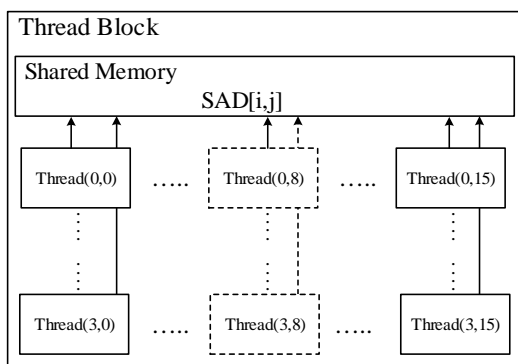 Thread Block
Shared Memory
SAD[i,j]
Thread(0,0) ..... Thread(0,8) ..... Thread(0,15)
Thread(3,0) ..... Thread(3,8) ..... Thread(3,15)